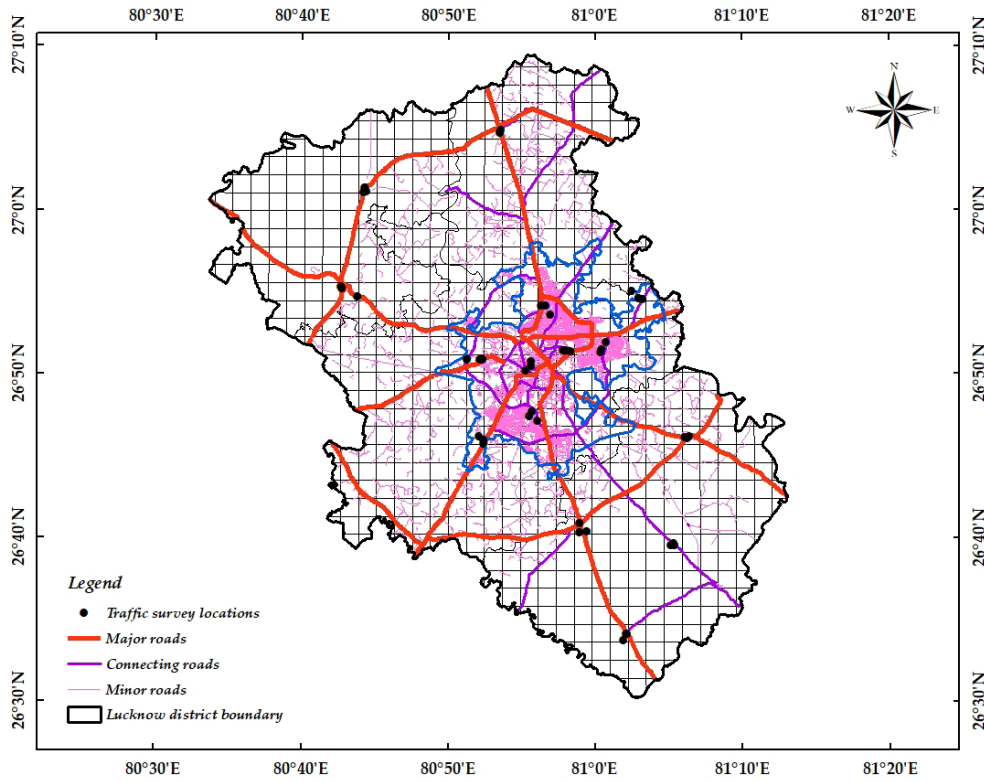 80°30'E 80°40'E 80°50'E 81°0'E 81°10'E 81°20'E
27°10'N 27°10'N
N
W E
S
27°0'N 27°0'N
26°50'N 26°50'N
26°40'N 26°40'N
Legend
Traffic survey locations
Major roads
Connecting roads
Minor roads
26°30'N 26°30'N
Lucknow district boundary
80°30'E 80°40'E 80°50'E 81°0'E 81°10'E 81°20'E